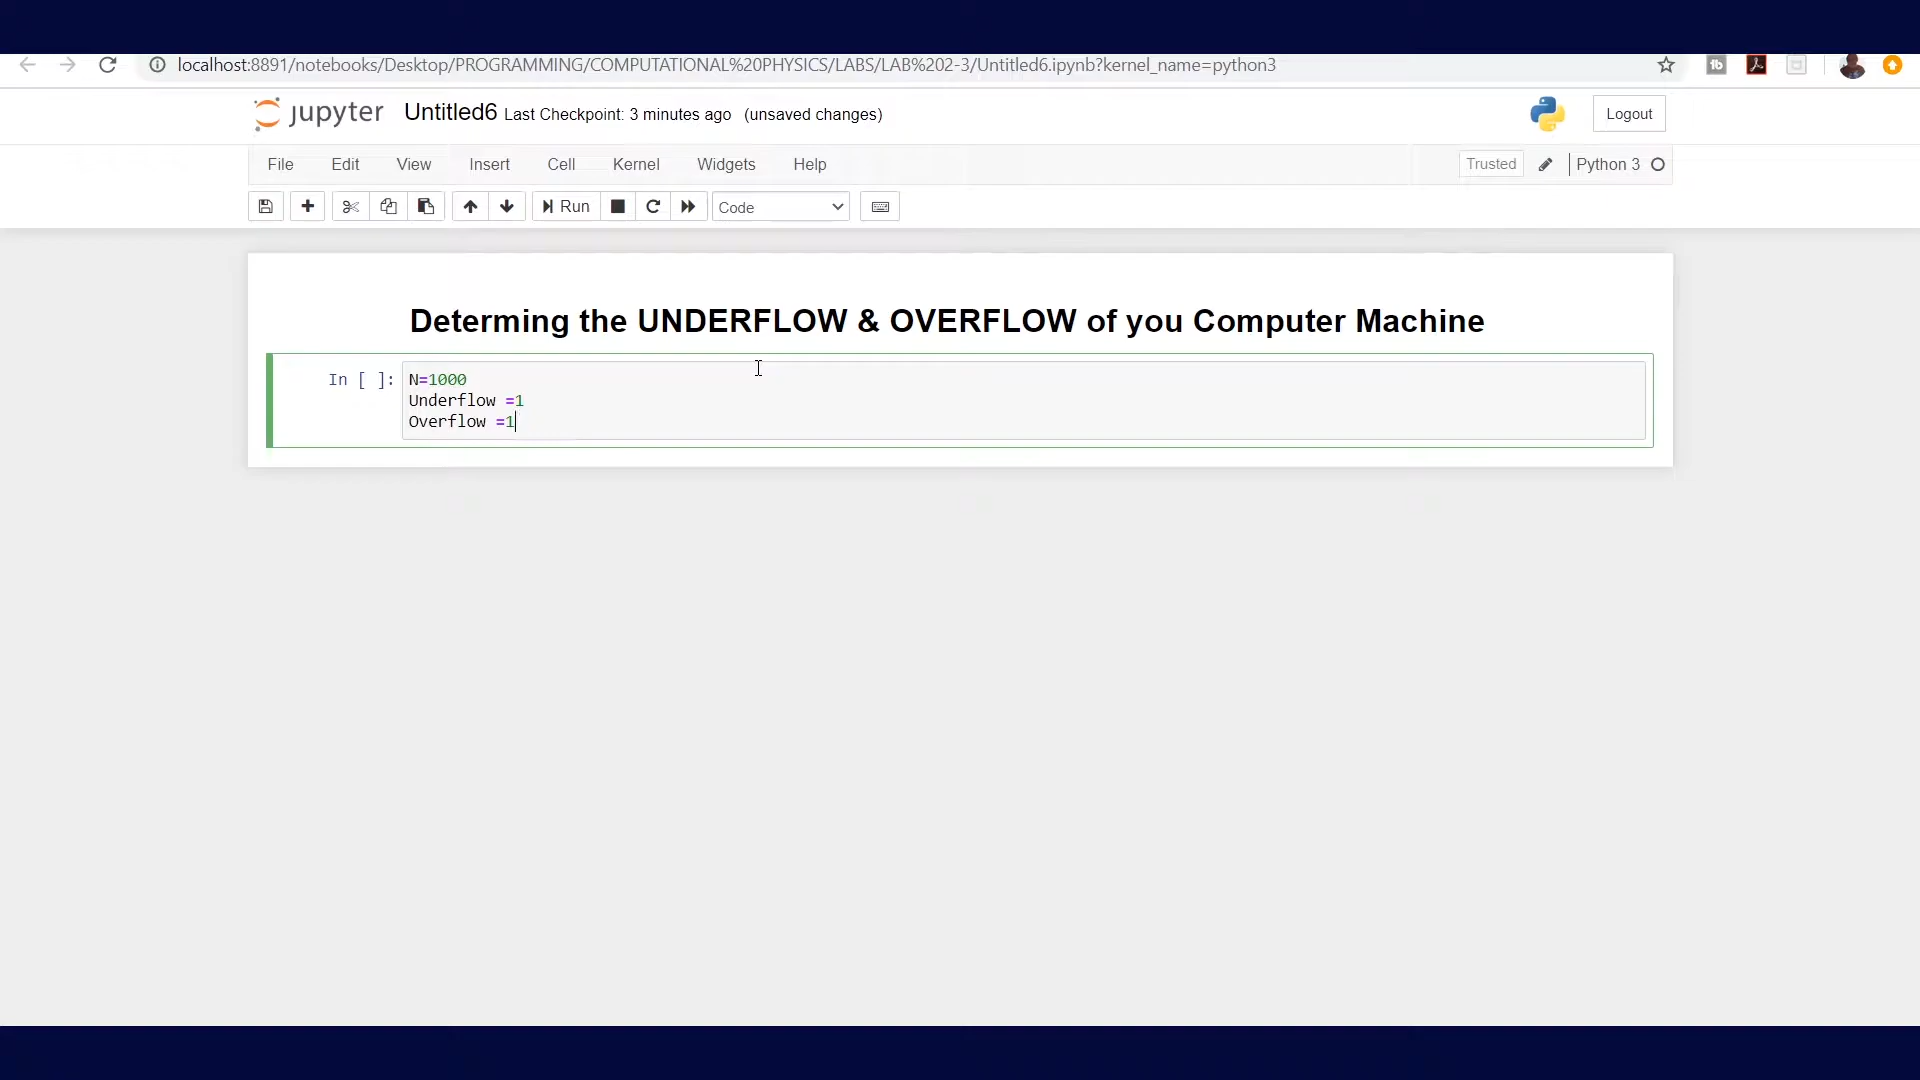 localhost:8891/notebooks/Desktop/PROGRAMMING/COMPUTATIONAL%20PHYSICS/LABS/LAB%202-3/Untitled6.ipynb?kernel_name=python3
jupyter Untitled6 Last Checkpoint: 3 minutes ago (unsaved changes) Logout
File Edit View Insert Cell Kernel Widgets Help Trusted Python 3
Run Code
Determing the UNDERFLOW & OVERFLOW of you Computer Machine
In [ ]: N=1000
Underflow =1
Overflow =1